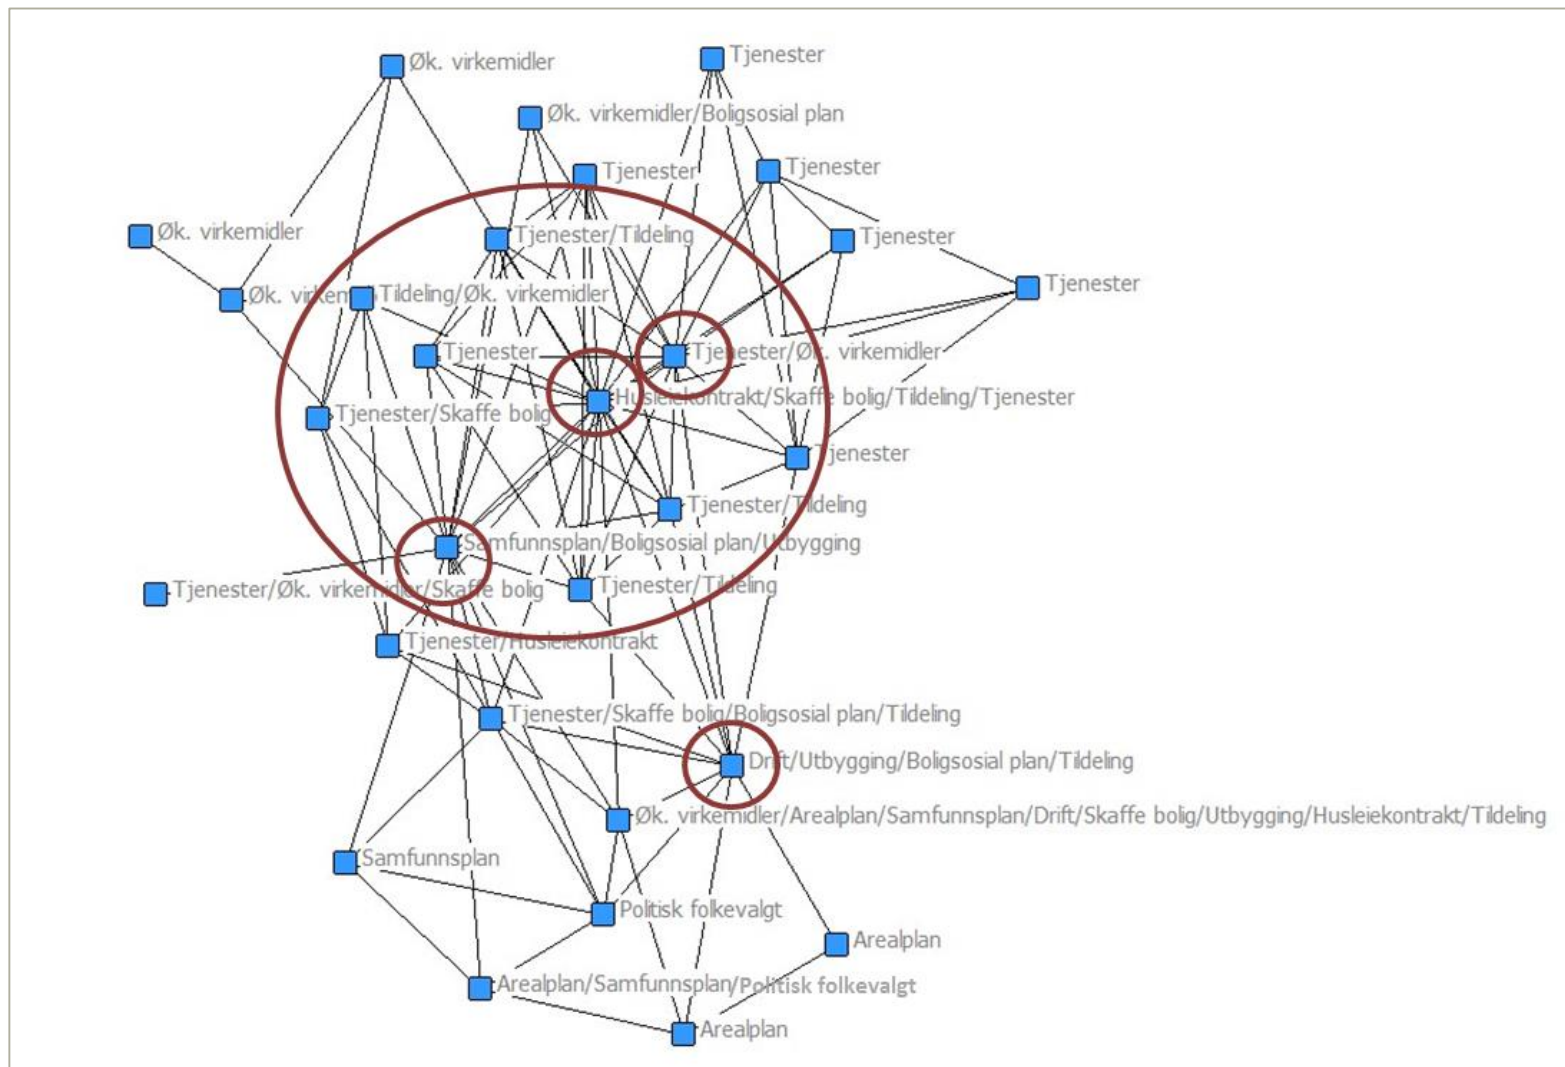 Øk. virkemidler
Tjenester
Øk. virkemidler/Boligsosial plan
Tjenester
Tjenester
Øk. virkemidler
Tjenester/Tildeling
Tjenester
Tjenester
Øk. virkem
Tildeling/Øk. virkemidler
Tjenester
Tjenester/Øk. virkemidler
Husleiekontrakt/Skaffe bolig/Tildeling/Tjenester
Tjenester/Skaffe bolig
Tjenester
Tjenester/Tildeling
Samfunnsplan/Boligsosial plan/Utbygging
Tjenester/Øk. virkemidler/Skaffe bolig
Tjenester/Tildeling
Tjenester/Husleiekontrakt
Tjenester/Skaffe bolig/Boligsosial plan/Tildeling
Drift/Utbygging/Boligsosial plan/Tildeling
Øk. virkemidler/Arealplan/Samfunnsplan/Drift/Skaffe bolig/Utbygging/Husleiekontrakt/Tildeling
Samfunnsplan
Politisk folkevalgt
Arealplan
Arealplan/Samfunnsplan/Politisk folkevalgt
Arealplan